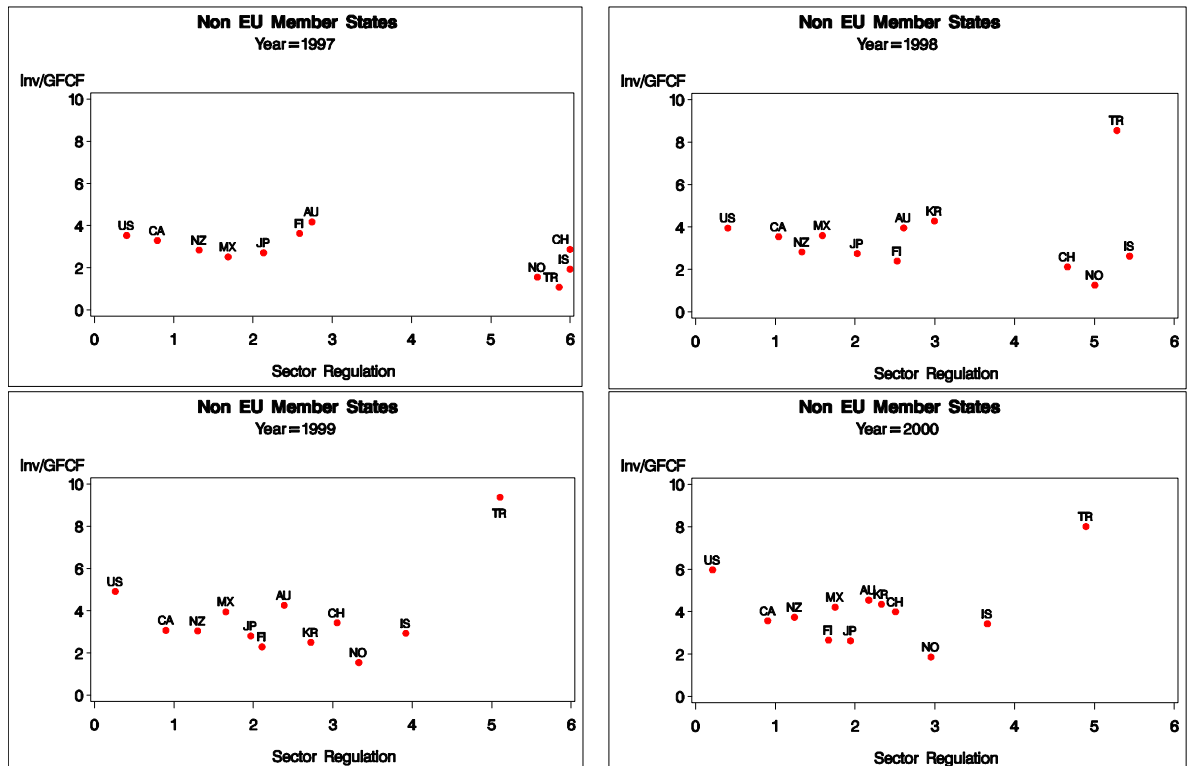 Non EU Member States
Year=1997
Inv/GFCF
10
8
6
4
2
0
US
CA
NZ
MX
JP
FI
AU
NO
TR
IS
CH
0 1 2 3 4 5 6
Sector Regulation
Non EU Member States
Year=1998
Inv/GFCF
10
8
6
4
2
0
US
CA
NZ
MX
JP
FI
AU
KR
CH
NO
TR
IS
0 1 2 3 4 5 6
Sector Regulation
Non EU Member States
Year=1999
Inv/GFCF
10
8
6
4
2
0
US
CA
NZ
MX
JP
FI
AU
KR
CH
NO
IS
TR
0 1 2 3 4 5 6
Sector Regulation
Non EU Member States
Year=2000
Inv/GFCF
10
8
6
4
2
0
US
CA
NZ
FI
MX
JP
AU
KR
CH
NO
IS
TR
0 1 2 3 4 5 6
Sector Regulation